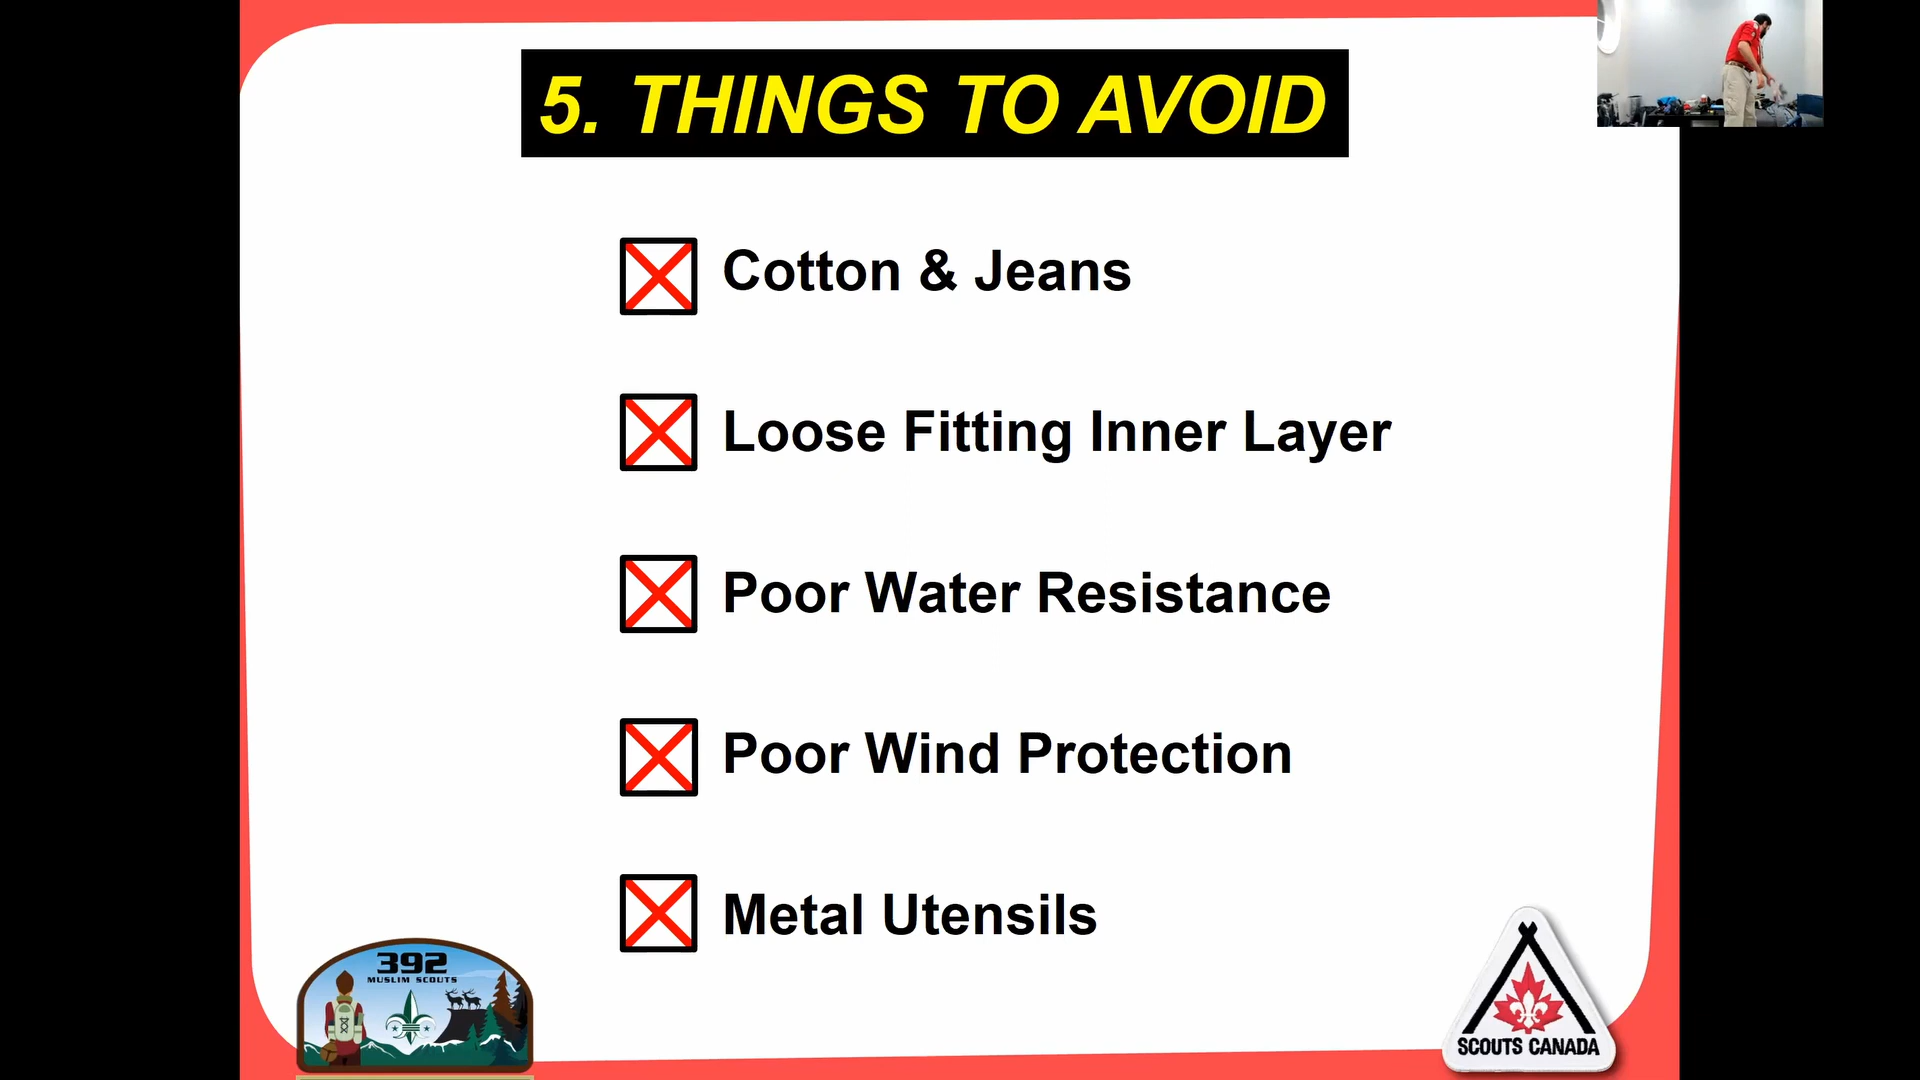 5. THINGS TO AVOID
Cotton & Jeans
Loose Fitting Inner Layer
Poor Water Resistance
Poor Wind Protection
Metal Utensils
392
MUSLIM SCOUTS
SCOUTS CANADA